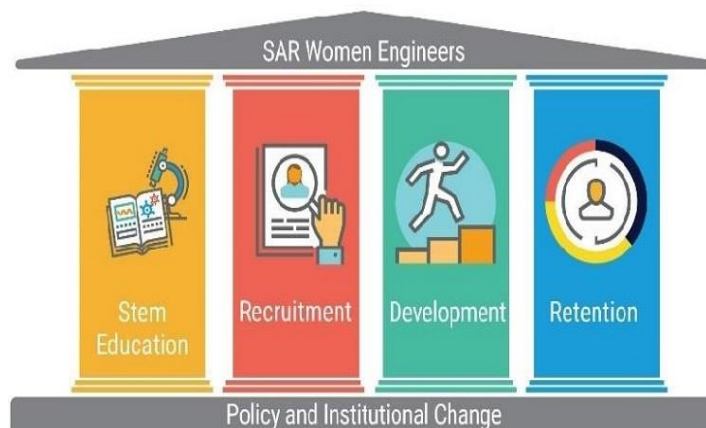 SAR Women Engineers
Stem
Education
Recruitment
Development
Retention
Policy and Institutional Change